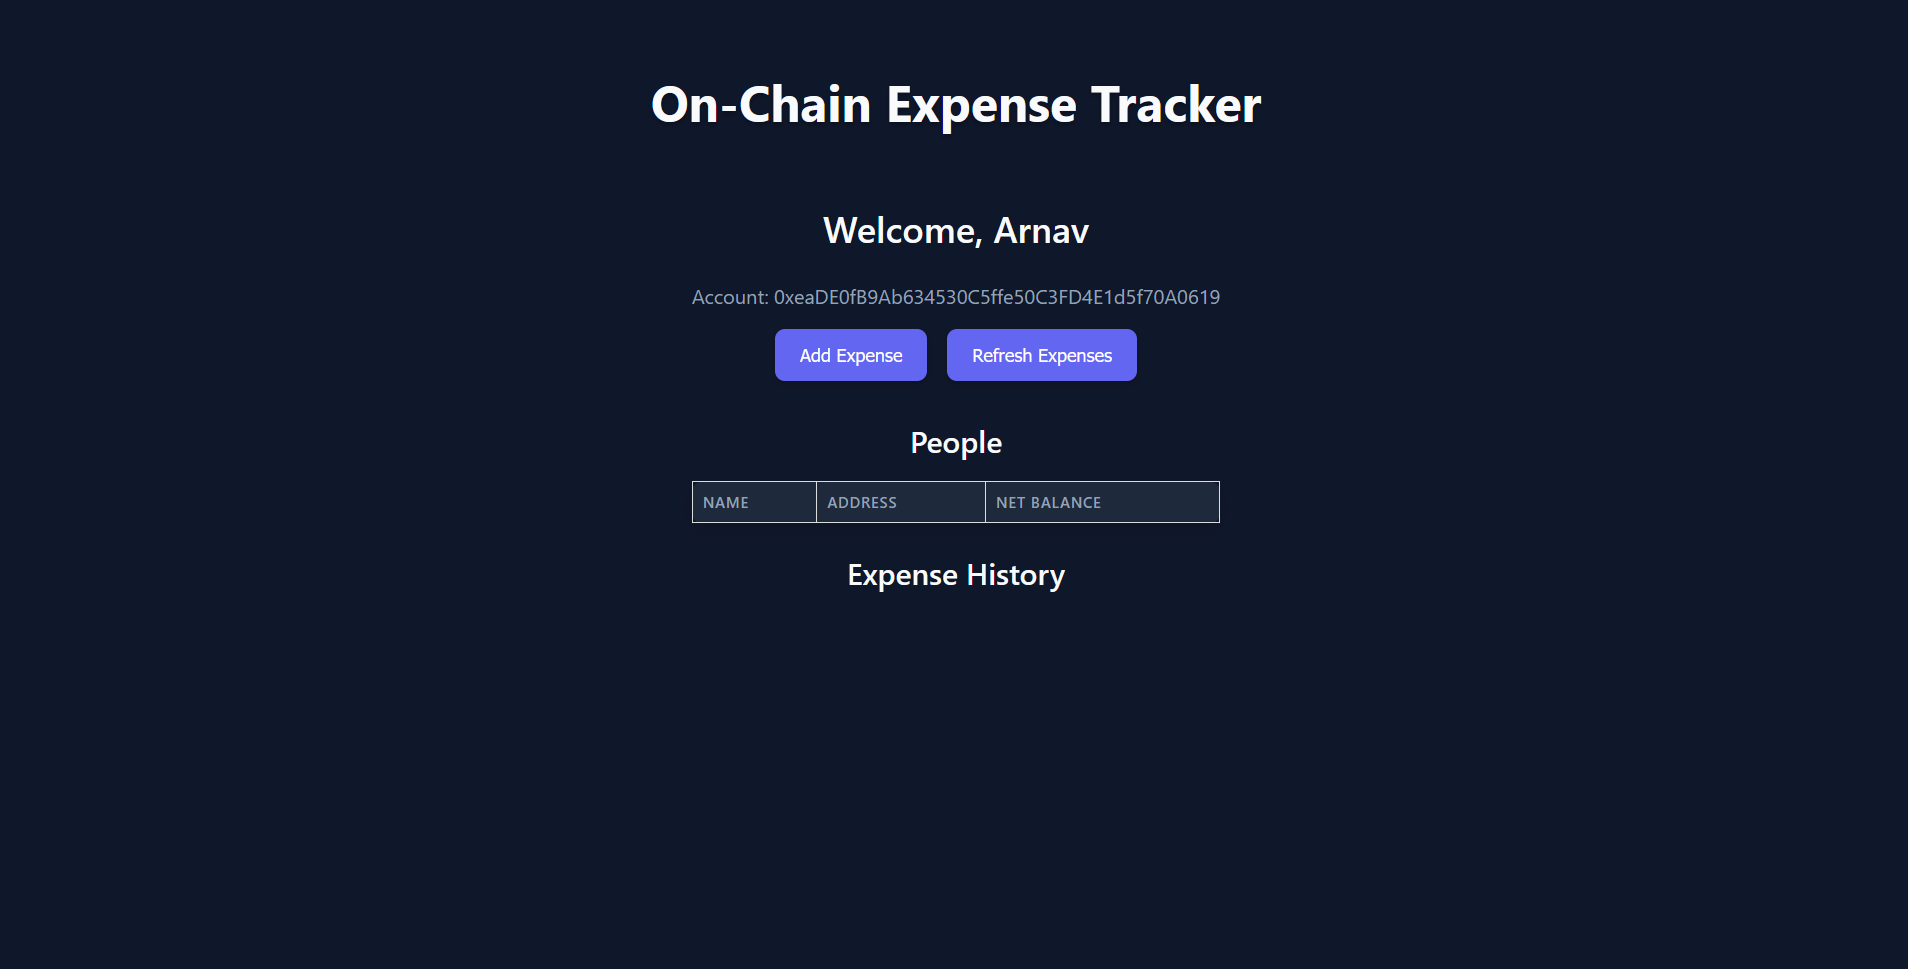 On-Chain Expense Tracker
Welcome, Arnav
Account: 0xeaDE0fB9Ab634530C5ffe50C3FD4E1d5f70A0619
Add Expense Refresh Expenses
People
NAME ADDRESS NET BALANCE
Expense History